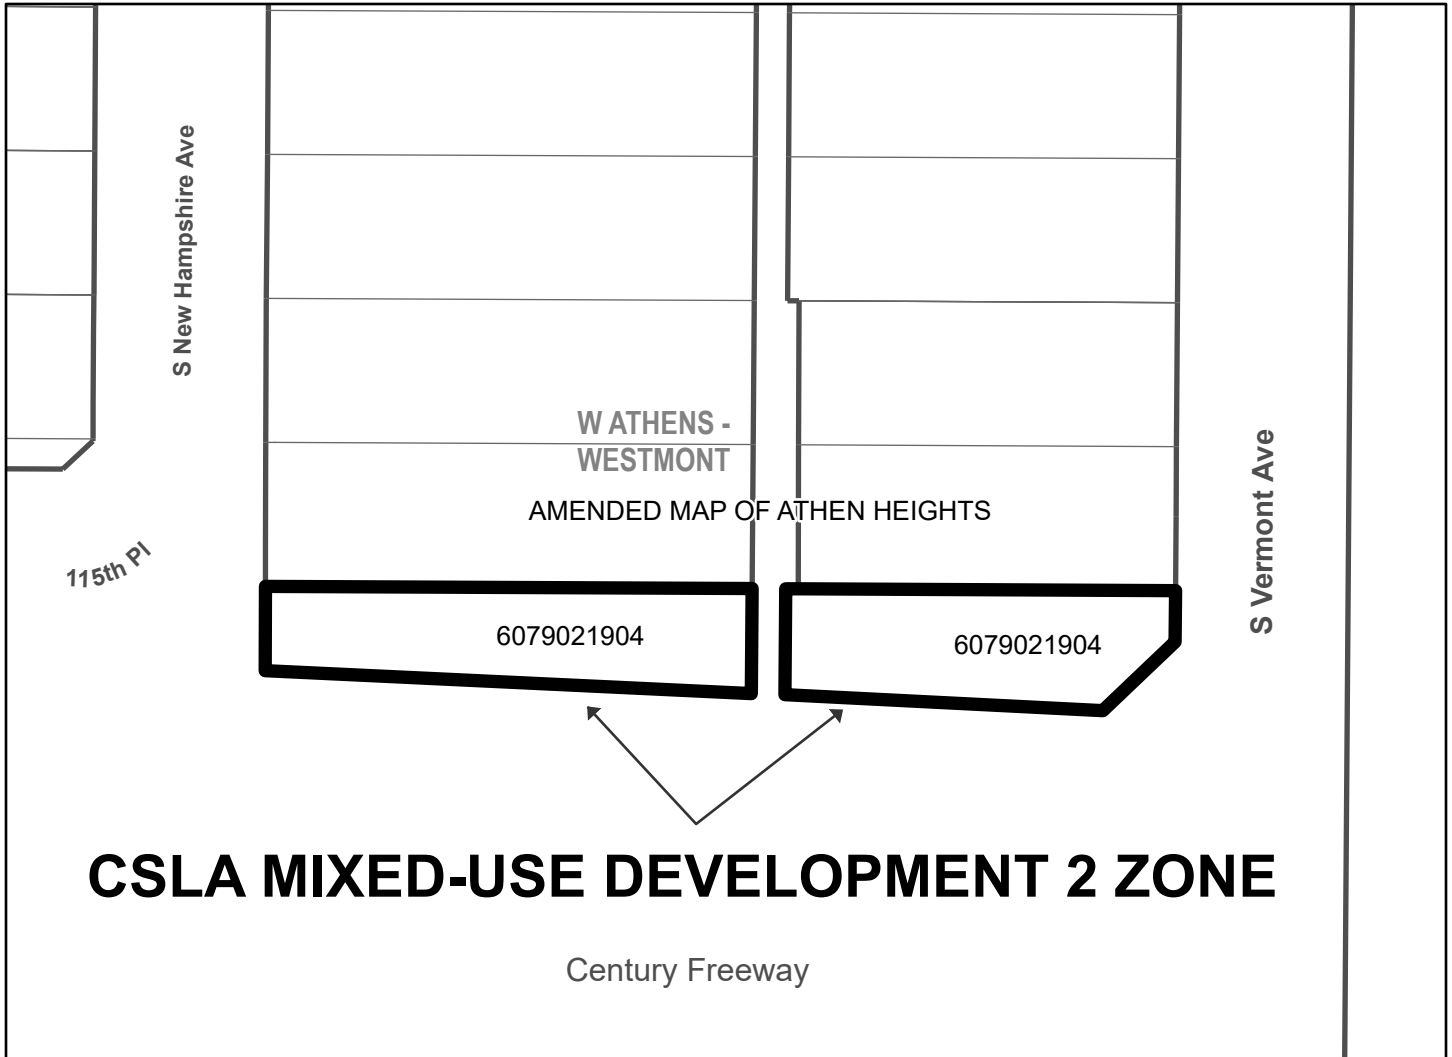 S New Hampshire Ave
W ATHENS -
WESTMONT
AMENDED MAP OF ATHEN HEIGHTS
115th Pl
S Vermont Ave
6079021904
6079021904
CSLA MIXED-USE DEVELOPMENT 2 ZONE
Century Freeway